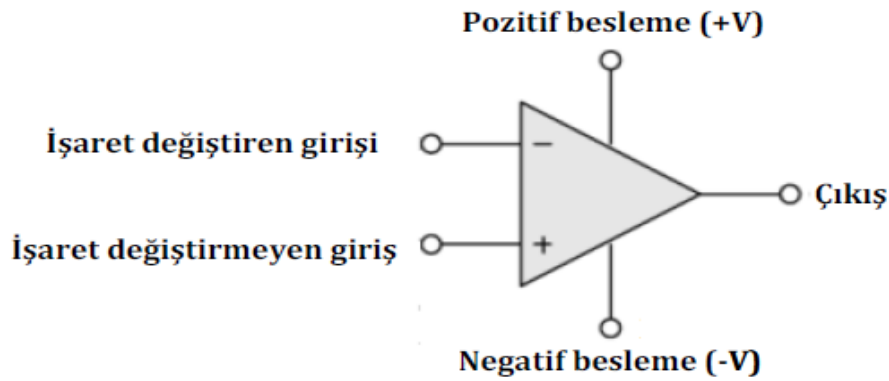 Pozitif besleme (+V)
İşaret değiştiren girişi
−
Çıkış
İşaret değiştirmeyen giriş
+
Negatif besleme (-V)